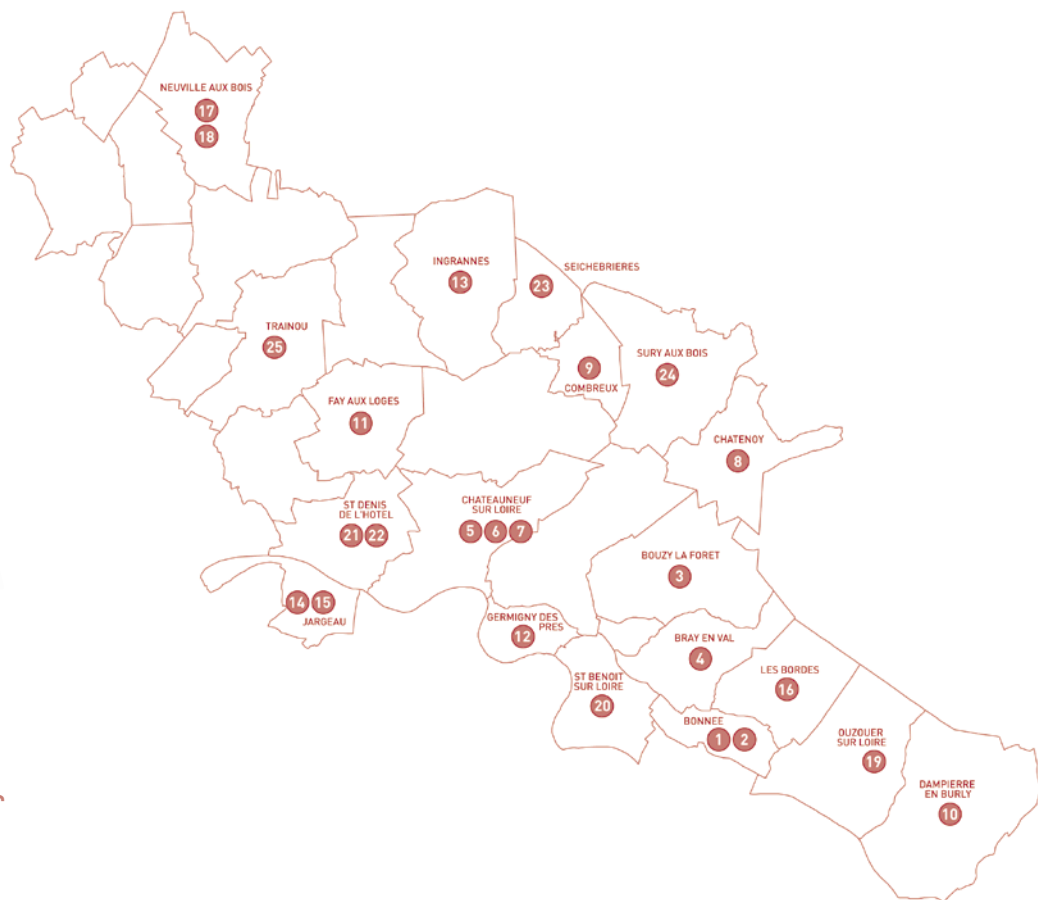 NEUVILLE AUX BOIS
17
18
INGRANNES
13
SEICHEBRIERES
23
TRAINOU
25
9
COMBREUX
SURY AUX BOIS
24
FAY AUX LOGES
11
CHATENOY
8
ST DENIS
DE L'HOTEL
21 22
CHATEAUNEUF
SUR LOIRE
5 6 7
BOUZY LA FORET
3
14 15
JARGEAU
GERMIGNY DES
PRES
12
BRAY EN VAL
4
LES BORDES
16
ST BENOIT
SUR LOIRE
20
BONNEE
1 2
OUZOUER
SUR LOIRE
19
DAMPIERRE
EN BURLY
10